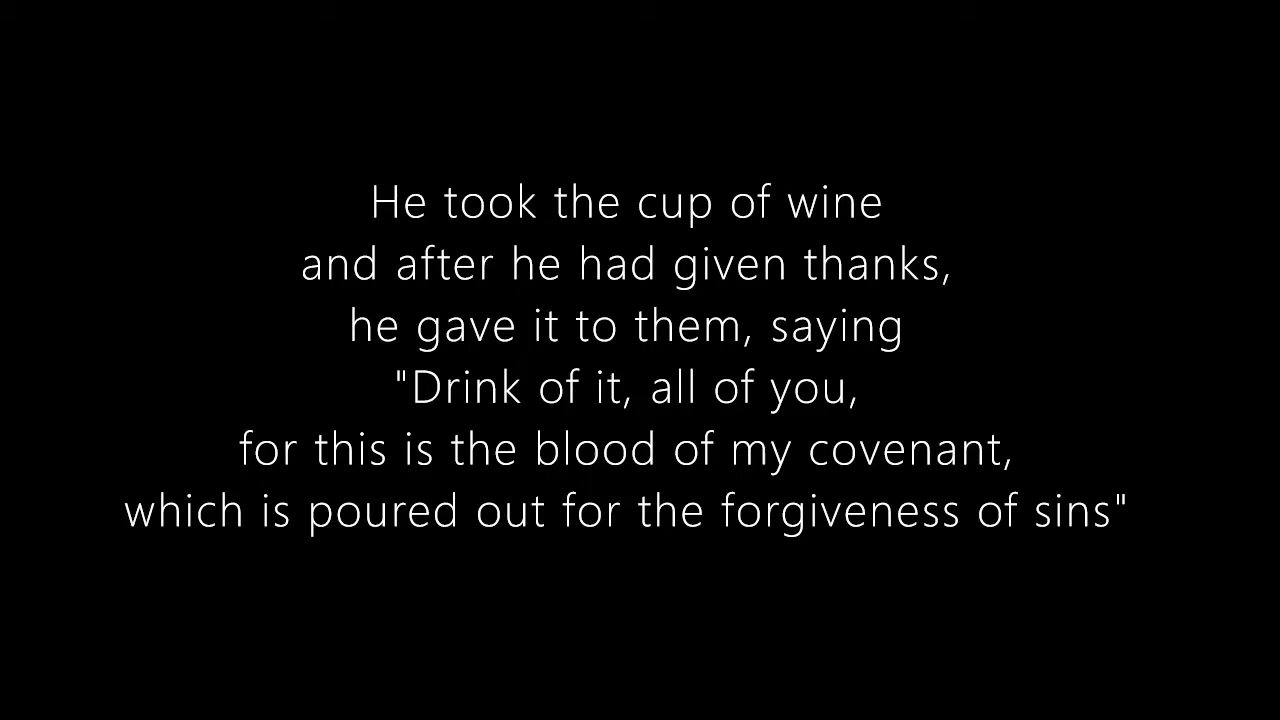 He took the cup of wine
and after he had given thanks,
he gave it to them, saying
"Drink of it, all of you,
for this is the blood of my covenant,
which is poured out for the forgiveness of sins"